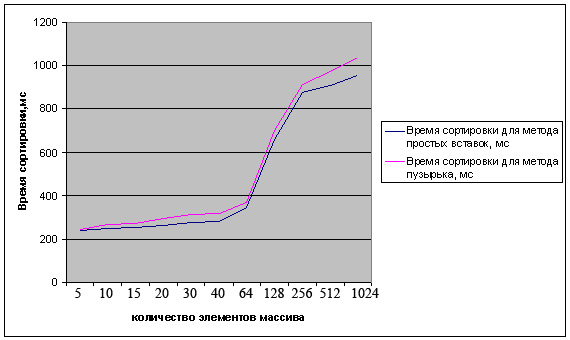 1200
1000
800
600
400
200
0
Время сортировки,мс
5 10 15 20 30 40 64 128 256 512 1024
количество элементов массива
Время сортировки для метода
простых вставок, мс
Время сортировки для метода
пузырька, мс